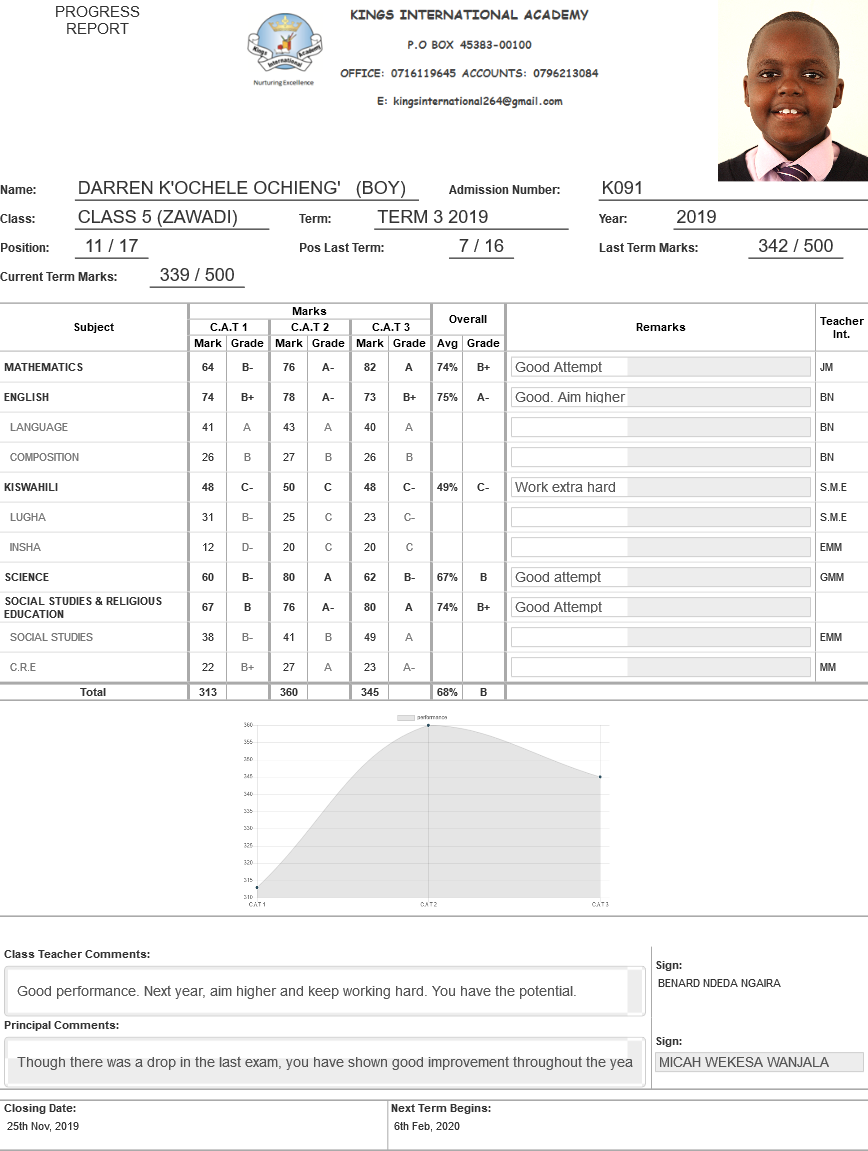 PROGRESS
REPORT
Kings International Academy
Nurturing Excellence
KINGS INTERNATIONAL ACADEMY
P.O BOX 45383-00100
OFFICE: 0716119645 ACCOUNTS: 0796213084
E: kingsinternational264@gmail.com
Name: DARREN K'OCHELE OCHIENG' (BOY) Admission Number: K091
Class: CLASS 5 (ZAWADI) Term: TERM 3 2019 Year: 2019
Position: 11 / 17 Pos Last Term: 7 / 16 Last Term Marks: 342 / 500
Current Term Marks: 339 / 500
Subject Marks Overall Remarks Teacher Int.
C.A.T 1 C.A.T 2 C.A.T 3
Mark Grade Mark Grade Mark Grade Avg Grade
MATHEMATICS 64 B- 76 A- 82 A 74% B+ Good Attempt JM
ENGLISH 74 B+ 78 A- 73 B+ 75% A- Good. Aim higher BN
LANGUAGE 41 A 43 A 40 A BN
COMPOSITION 26 B 27 B 26 B BN
KISWAHILI 48 C- 50 C 48 C- 49% C- Work extra hard S.M.E
LUGHA 31 B- 25 C 23 C- S.M.E
INSHA 12 D- 20 C 20 C EMM
SCIENCE 60 B- 80 A 62 B- 67% B Good attempt GMM
SOCIAL STUDIES & RELIGIOUS
EDUCATION 67 B 76 A- 80 A 74% B+ Good Attempt
SOCIAL STUDIES 38 B- 41 B 49 A EMM
C.R.E 22 B+ 27 A 23 A- MM
Total 313 360 345 68% B
performance
360
355
350
345
340
335
330
325
320
315
310
CAT1 CAT2 CAT3
Class Teacher Comments:
Good performance. Next year, aim higher and keep working hard. You have the potential.
Sign:
BENARD NDEDA NGAIRA
Principal Comments:
Though there was a drop in the last exam, you have shown good improvement throughout the yea
Sign:
MICAH WEKESA WANJALA
Closing Date: Next Term Begins:
25th Nov, 2019 6th Feb, 2020